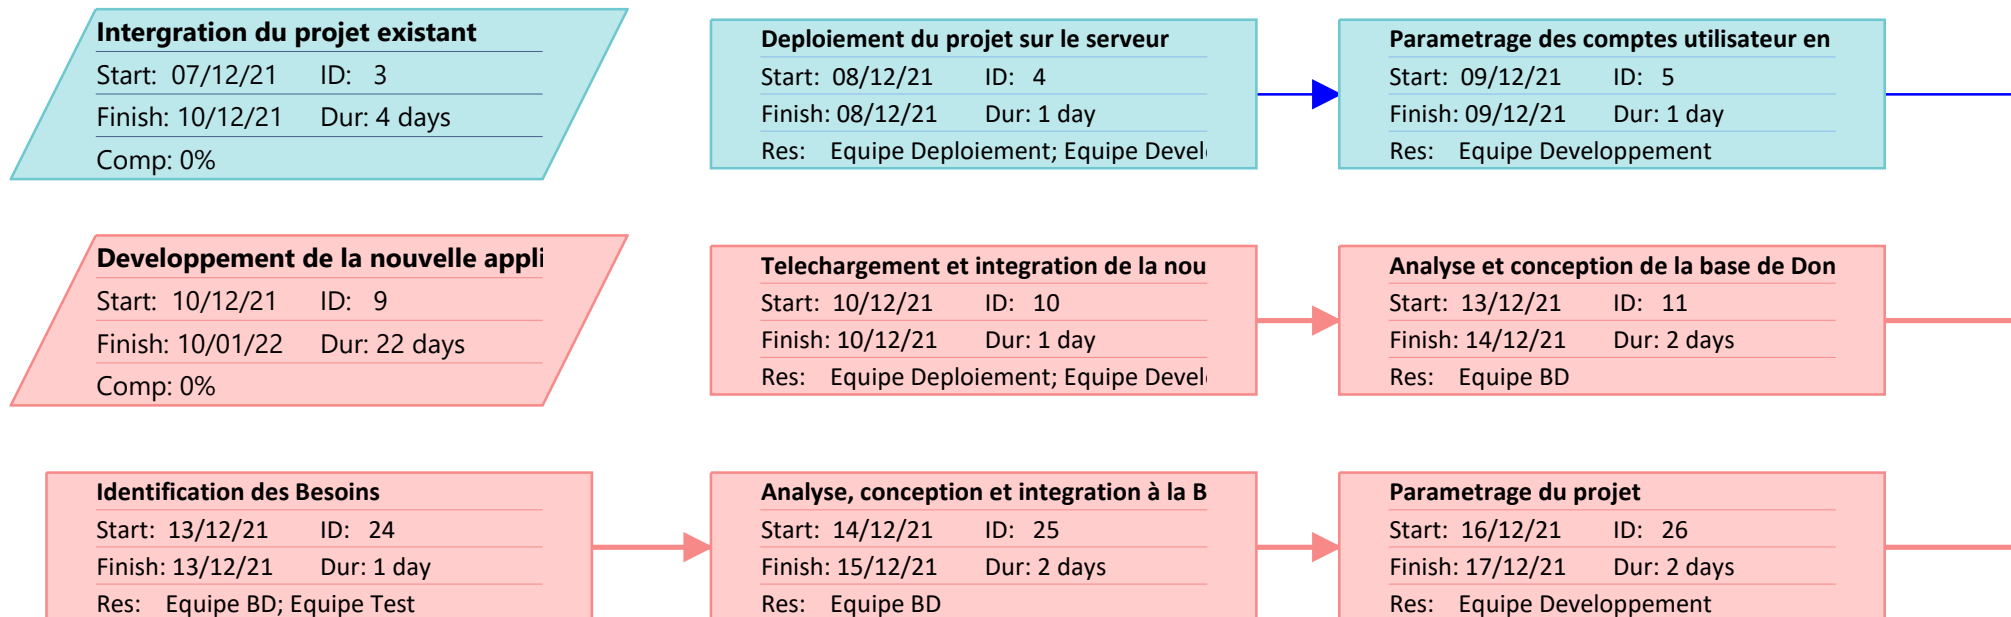 Intergration du projet existant
Start: 07/12/21 ID: 3
Finish: 10/12/21 Dur: 4 days
Comp: 0%
Deploiement du projet sur le serveur
Start: 08/12/21 ID: 4
Finish: 08/12/21 Dur: 1 day
Res: Equipe Deploiement; Equipe Devel
Parametrage des comptes utilisateur en
Start: 09/12/21 ID: 5
Finish: 09/12/21 Dur: 1 day
Res: Equipe Developpement
Developpement de la nouvelle appli
Start: 10/12/21 ID: 9
Finish: 10/01/22 Dur: 22 days
Comp: 0%
Telechargement et integration de la nou
Start: 10/12/21 ID: 10
Finish: 10/12/21 Dur: 1 day
Res: Equipe Deploiement; Equipe Devel
Analyse et conception de la base de Don
Start: 13/12/21 ID: 11
Finish: 14/12/21 Dur: 2 days
Res: Equipe BD
Identification des Besoins
Start: 13/12/21 ID: 24
Finish: 13/12/21 Dur: 1 day
Res: Equipe BD; Equipe Test
Analyse, conception et integration à la B
Start: 14/12/21 ID: 25
Finish: 15/12/21 Dur: 2 days
Res: Equipe BD
Parametrage du projet
Start: 16/12/21 ID: 26
Finish: 17/12/21 Dur: 2 days
Res: Equipe Developpement